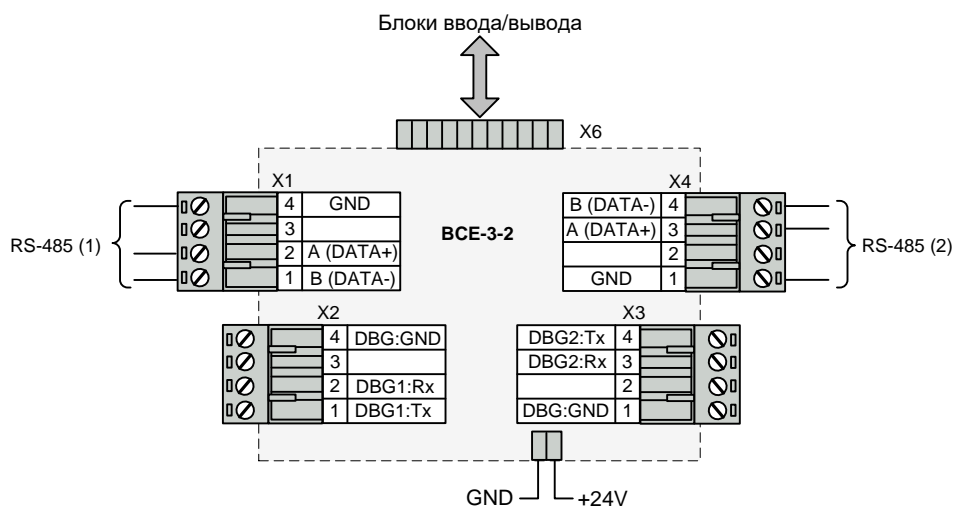 Блоки ввода/вывода
X6
X1
4 GND
3
2 A (DATA+)
1 B (DATA-)
RS-485 (1)
BCE-3-2
X4
B (DATA-) 4
A (DATA+) 3
2
GND 1
RS-485 (2)
X2
4 DBG:GND
3
2 DBG1:Rx
1 DBG1:Tx
X3
DBG2:Tx 4
DBG2:Rx 3
2
DBG:GND 1
GND
+24V